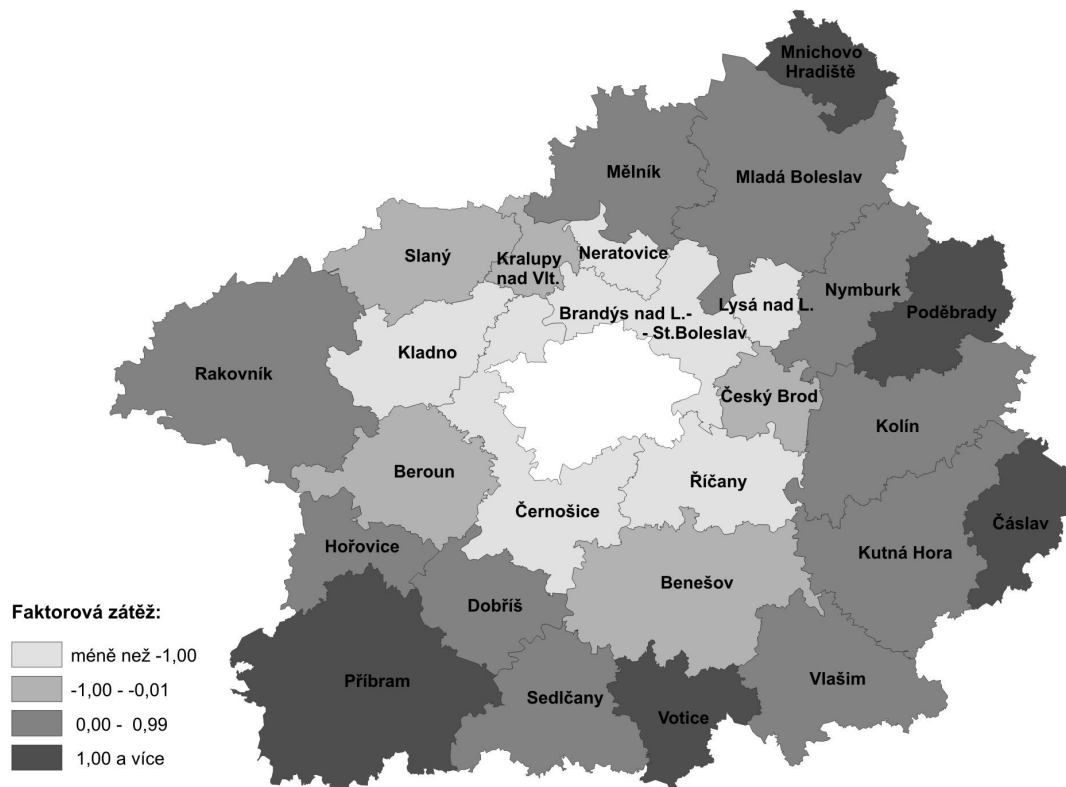 Mnichovo
Hradiště
Mělník
Mladá Boleslav
Slaný
Kralupy
nad Vlt.
Neratovice
Nymburk
Lysá nad L.
Poděbrady
Brandýs nad L.-
- St.Boleslav
Kladno
Rakovník
Český Brod
Kolín
Beroun
Říčany
Černošice
Čáslav
Hořovice
Kutná Hora
Benešov
Dobříš
Příbram
Vlašim
Sedlčany
Votice
Faktorová zátěž:
méně než -1,00
-1,00 - -0,01
0,00 - 0,99
1,00 a více